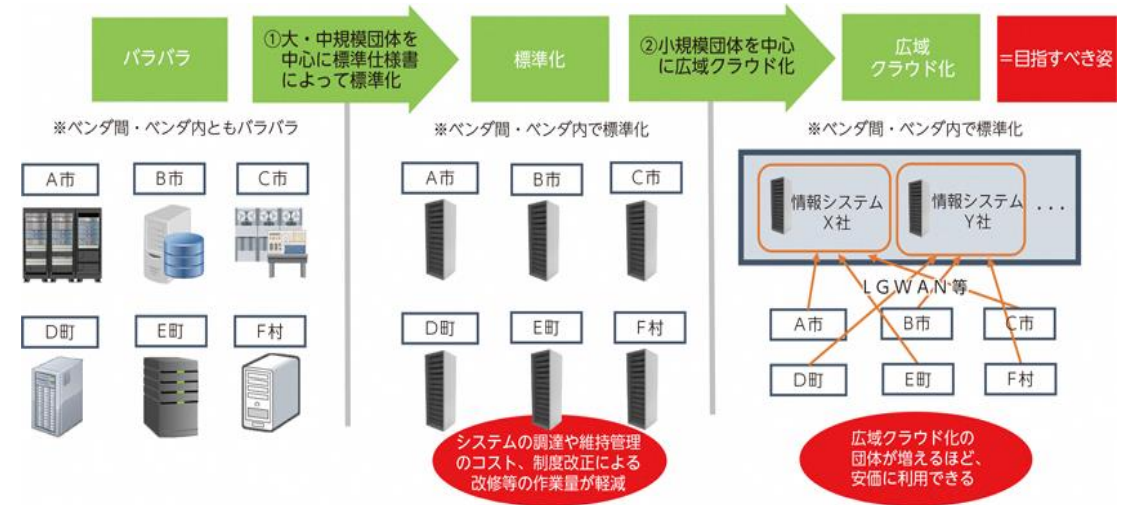 バラバラ
①大・中規模団体を
中心に標準仕様書
によって標準化
標準化
②小規模団体を中心
に広域クラウド化
広域
クラウド化
=目指すべき姿
※ベンダ間・ベンダ内ともバラバラ
A市
B市
C市
D町
E町
F村
※ベンダ間・ベンダ内で標準化
A市
B市
C市
D町
E町
F村
システムの調達や維持管理
のコスト、制度改正による
改修等の作業量が軽減
※ベンダ間・ベンダ内で標準化
情報システム
X社
情報システム
Y社
・・・
LGWAN等
A市
B市
C市
D町
E町
F村
広域クラウド化の
団体が増えるほど、
安価に利用できる